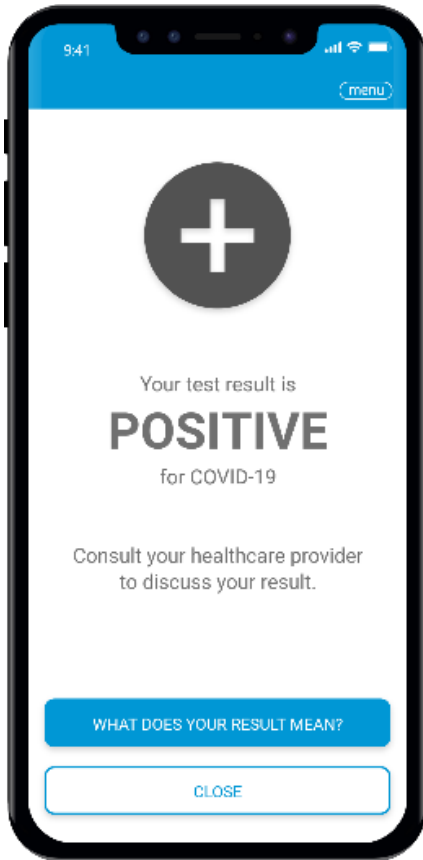 9:41
menu
Your test result is
POSITIVE
for COVID-19
Consult your healthcare provider
to discuss your result.
WHAT DOES YOUR RESULT MEAN?
CLOSE